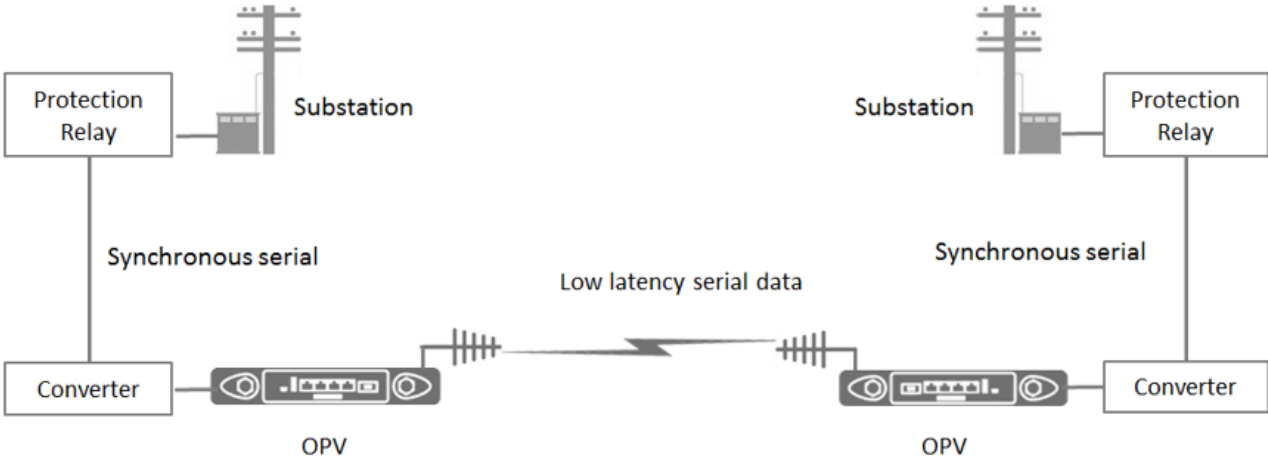 Protection
Relay
Substation
Substation
Protection
Relay
Synchronous serial
Synchronous serial
Low latency serial data
Converter
Converter
OPV
OPV